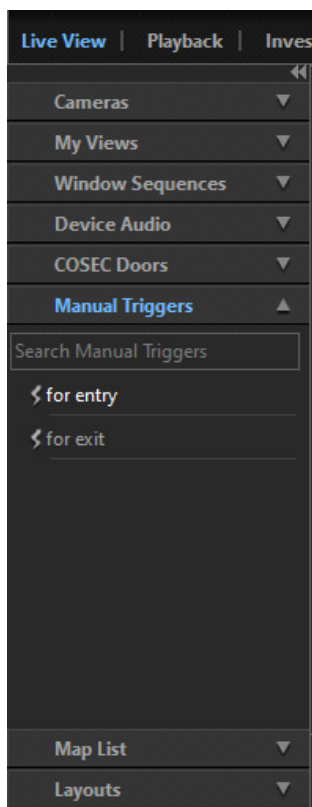 Live View | Playback | Inves
Cameras
My Views
Window Sequences
Device Audio
COSEC Doors
Manual Triggers
Search Manual Triggers
for entry
for exit
Map List
Layouts